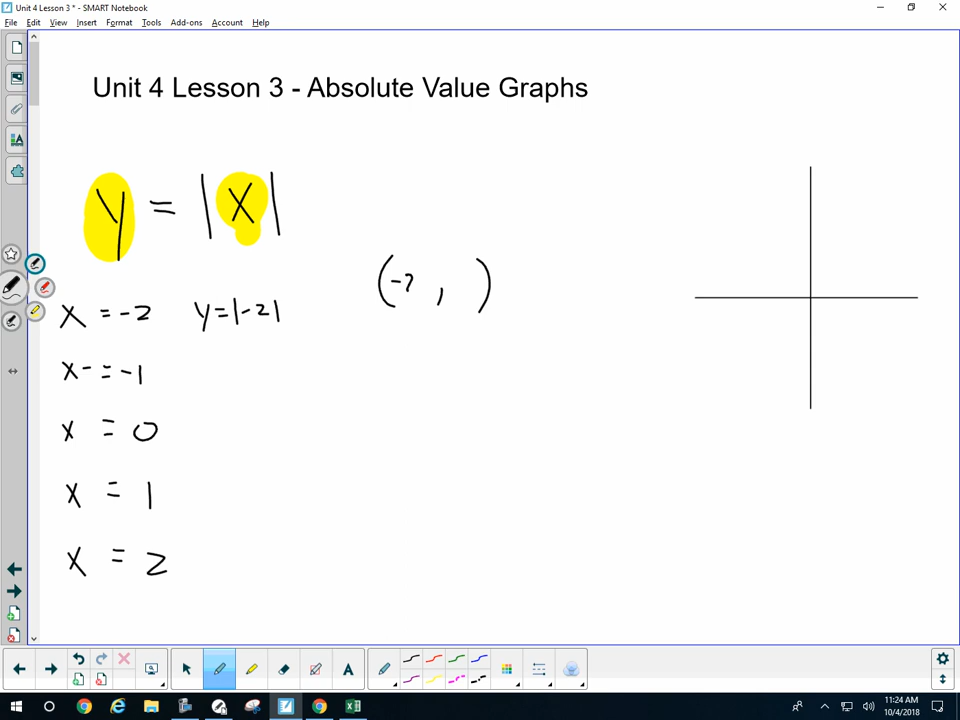 Unit 4 Lesson 3 * - SMART Notebook
File Edit View Insert Format Tools Add-ons Account Help
Unit 4 Lesson 3 - Absolute Value Graphs
y = |x|
(-2, )
x = -2 y = |-2|
x- = -1
x = 0
x = 1
x = 2
11:24 AM
10/4/2018